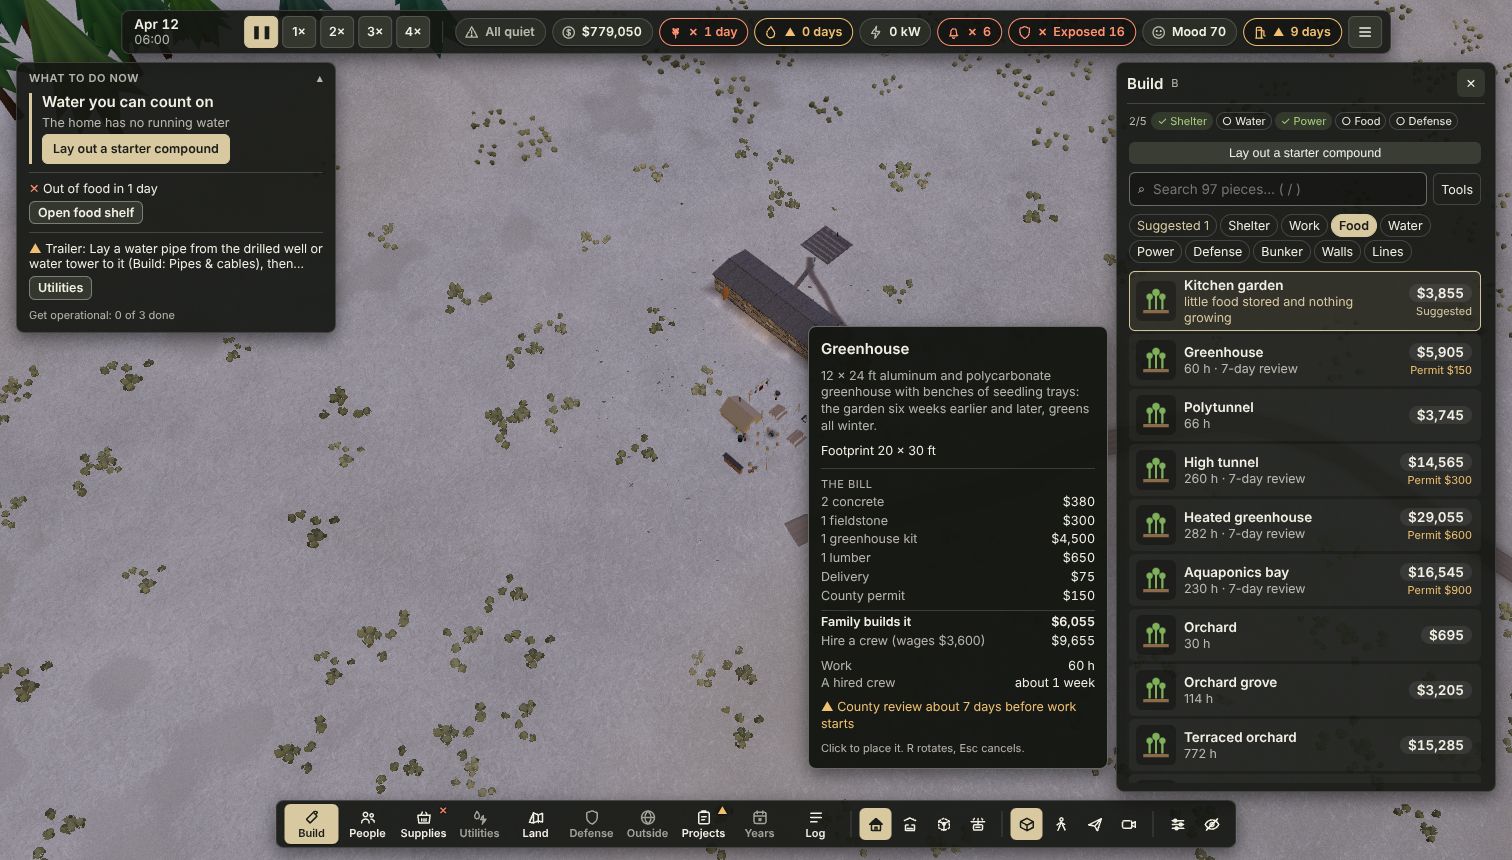 Apr 12
06:00
1×
2×
3×
4×
All quiet
$779,050
× 1 day
0 days
0 kW
× 6
× Exposed 16
Mood 70
9 days
WHAT TO DO NOW
Water you can count on
The home has no running water
Lay out a starter compound
× Out of food in 1 day
Open food shelf
Trailer: Lay a water pipe from the drilled well or
water tower to it (Build: Pipes & cables), then...
Utilities
Get operational: 0 of 3 done
Greenhouse
12 × 24 ft aluminum and polycarbonate
greenhouse with benches of seedling trays:
the garden six weeks earlier and later, greens
all winter.
Footprint 20 × 30 ft
THE BILL
2 concrete $380
1 fieldstone $300
1 greenhouse kit $4,500
1 lumber $650
Delivery $75
County permit $150
Family builds it $6,055
Hire a crew (wages $3,600) $9,655
Work 60 h
A hired crew about 1 week
County review about 7 days before work
starts
Click to place it. R rotates, Esc cancels.
Build B
×
2/5 ✓ Shelter Water ✓ Power Food Defense
Lay out a starter compound
Search 97 pieces... ( / )
Tools
Suggested 1 Shelter Work Food Water
Power Defense Bunker Walls Lines
Kitchen garden
little food stored and nothing
growing
$3,855
Suggested
Greenhouse
60 h · 7-day review
$5,905
Permit $150
Polytunnel
66 h
$3,745
High tunnel
260 h · 7-day review
$14,565
Permit $300
Heated greenhouse
282 h · 7-day review
$29,055
Permit $600
Aquaponics bay
230 h · 7-day review
$16,545
Permit $900
Orchard
30 h
$695
Orchard grove
114 h
$3,205
Terraced orchard
772 h
$15,285
Build
People
Supplies
Utilities
Land
Defense
Outside
Projects
Years
Log